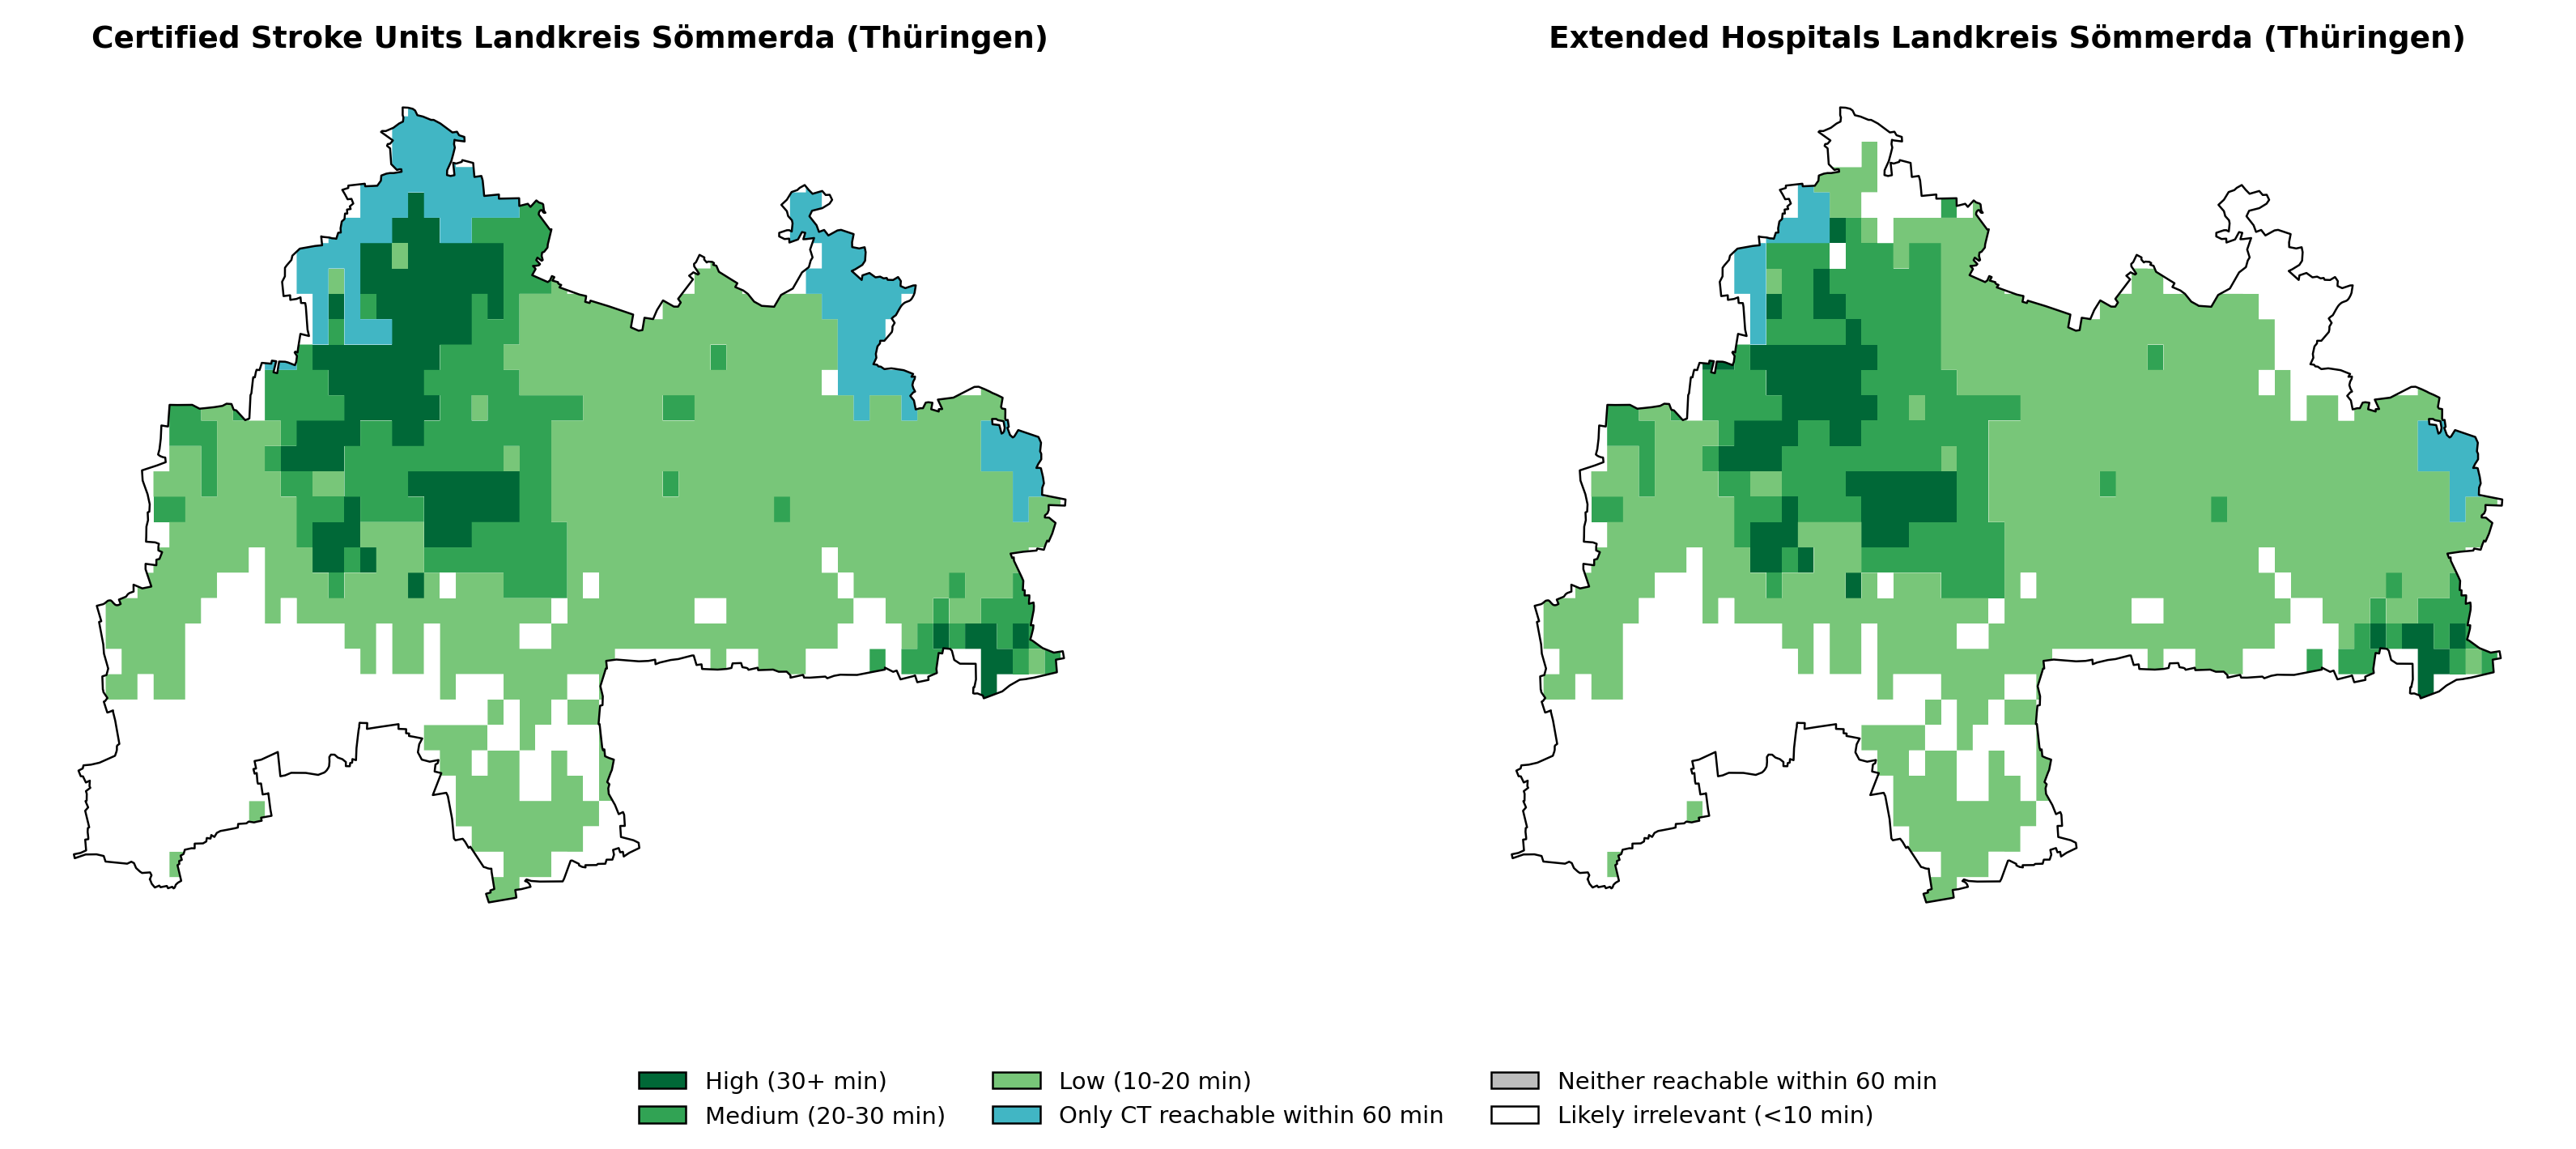 Certified Stroke Units Landkreis Sömmerda (Thüringen)
Extended Hospitals Landkreis Sömmerda (Thüringen)
High (30+ min)
Medium (20-30 min)
Low (10-20 min)
Only CT reachable within 60 min
Neither reachable within 60 min
Likely irrelevant (<10 min)